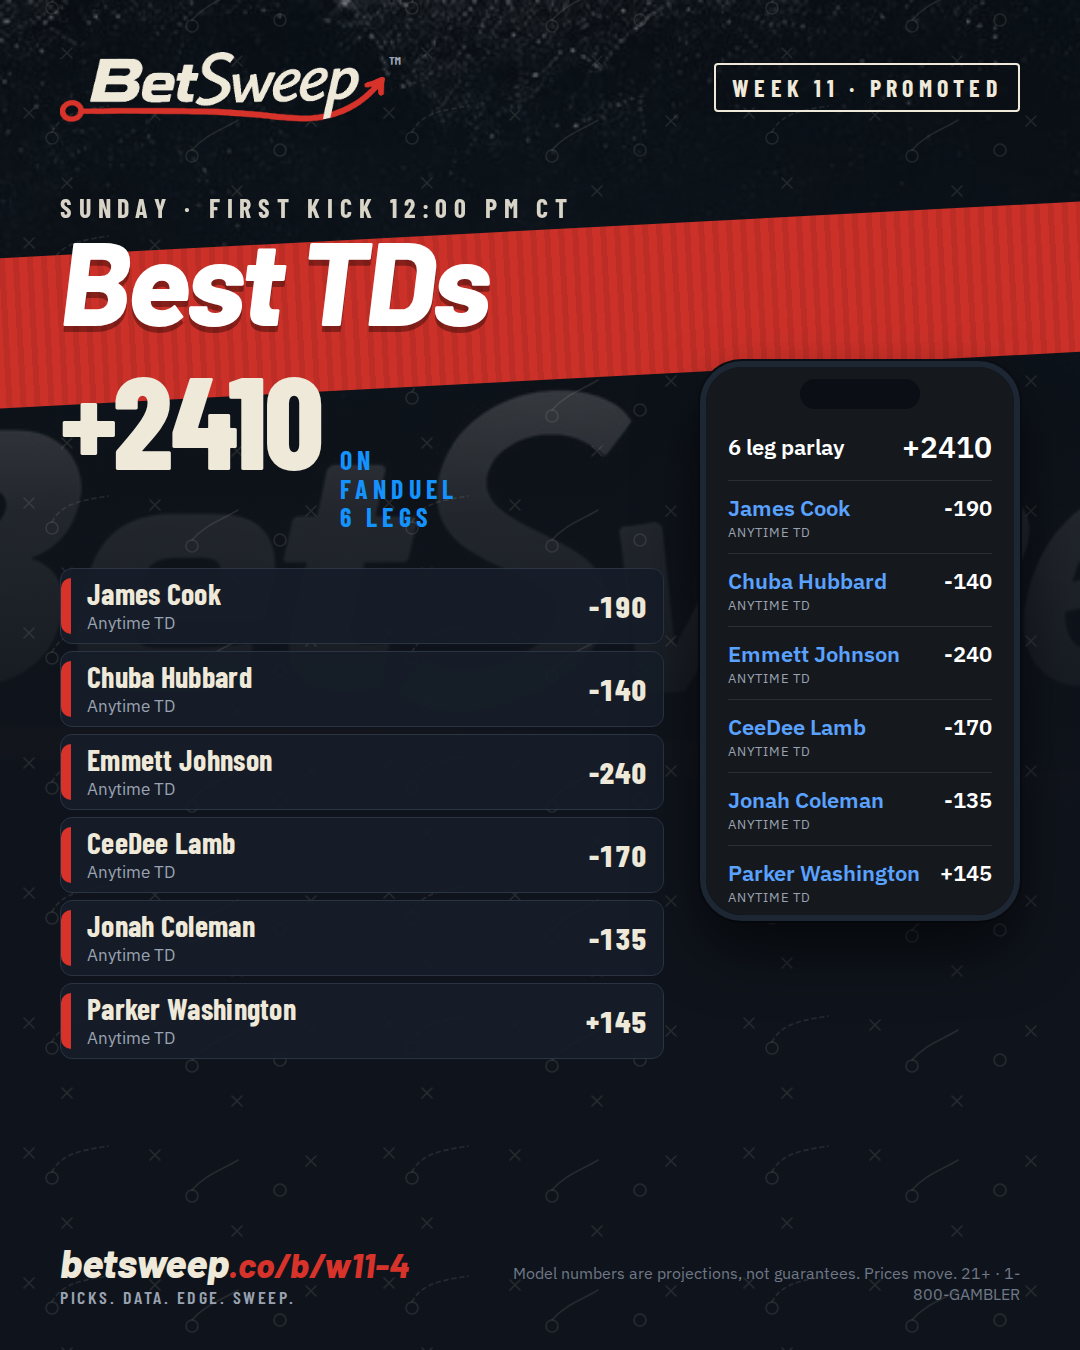 BetSweep™
WEEK 11 · PROMOTED
SUNDAY · FIRST KICK 12:00 PM CT
Best TDs
+2410
ON
FANDUEL
6 LEGS
James Cook
Anytime TD
-190
Chuba Hubbard
Anytime TD
-140
Emmett Johnson
Anytime TD
-240
CeeDee Lamb
Anytime TD
-170
Jonah Coleman
Anytime TD
-135
Parker Washington
Anytime TD
+145
6 leg parlay +2410
James Cook -190
ANYTIME TD
Chuba Hubbard -140
ANYTIME TD
Emmett Johnson -240
ANYTIME TD
CeeDee Lamb -170
ANYTIME TD
Jonah Coleman -135
ANYTIME TD
Parker Washington +145
ANYTIME TD
betsweep.co/b/w11-4
PICKS. DATA. EDGE. SWEEP.
Model numbers are projections, not guarantees. Prices move. 21+ · 1-
800-GAMBLER